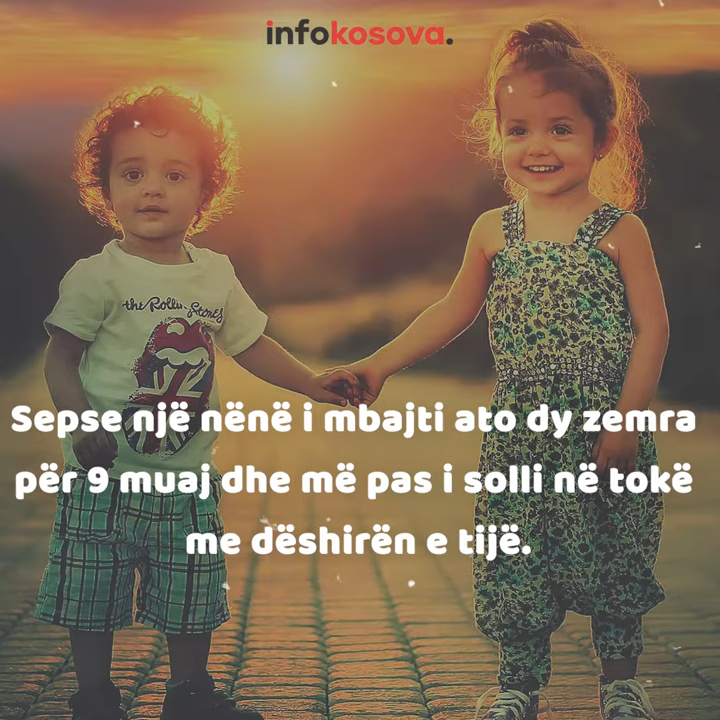 infokosova.
the Rolling Stones
Sepse një nënë i mbajti ato dy zemra
për 9 muaj dhe më pas i solli në tokë
me dëshirën e tijë.